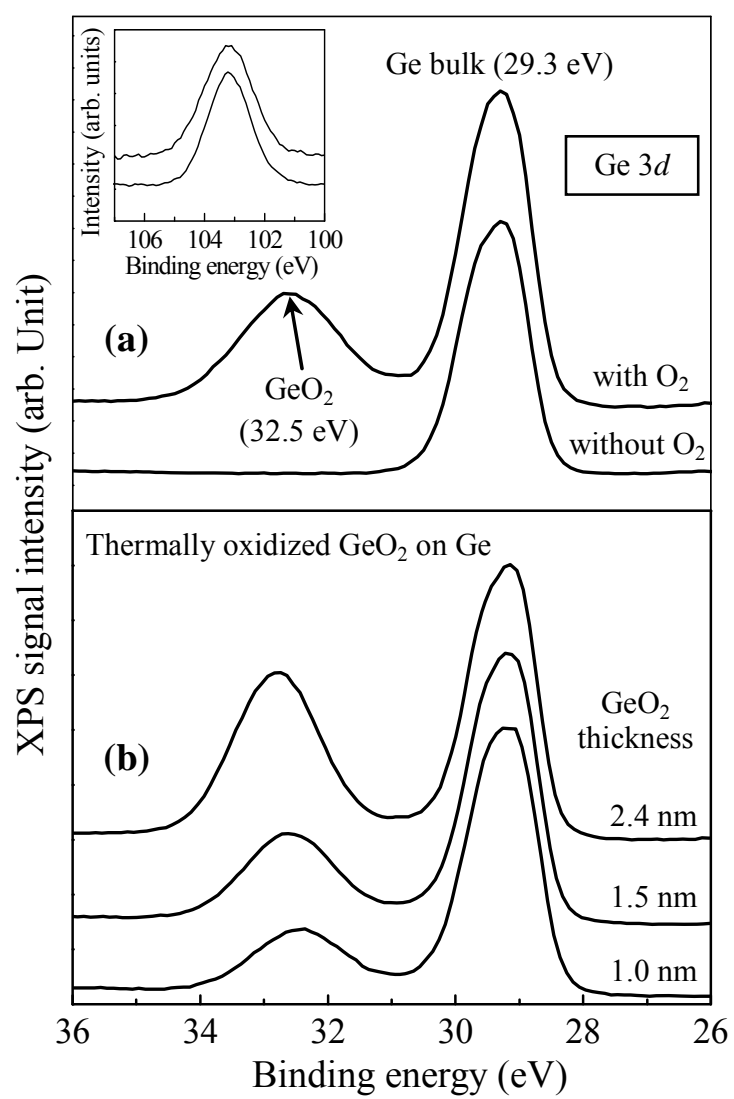 XPS signal intensity (arb. Unit)
Intensity (arb. units)
106 104 102 100
Binding energy (eV)
Ge bulk (29.3 eV)
Ge 3d
(a)
GeO₂
(32.5 eV)
with O₂
without O₂
Thermally oxidized GeO₂ on Ge
(b)
GeO₂
thickness
2.4 nm
1.5 nm
1.0 nm
36 34 32 30 28 26
Binding energy (eV)